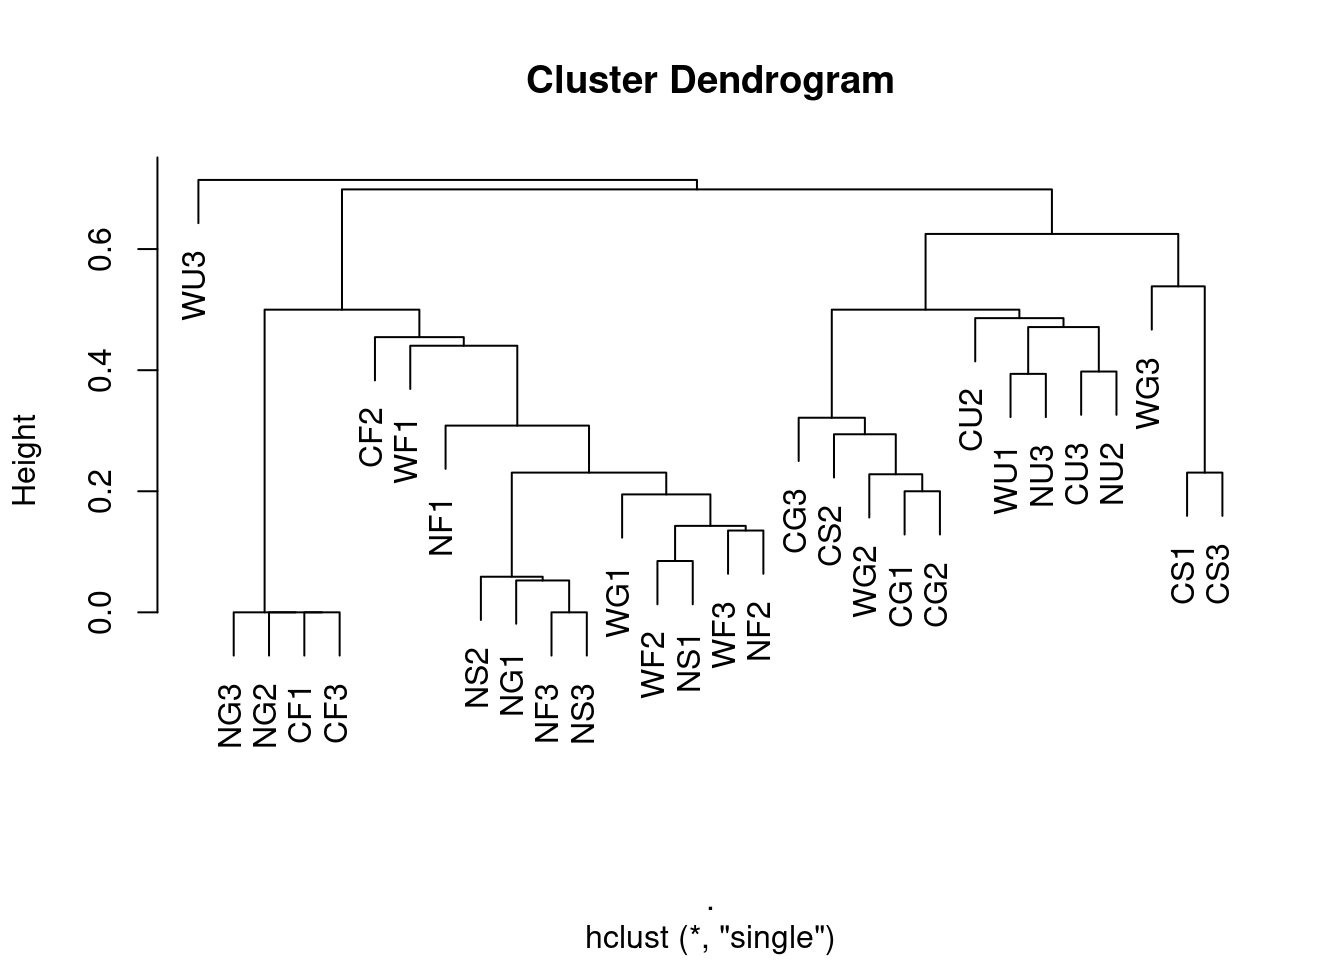 Cluster Dendrogram
Height
0.0 0.2 0.4 0.6
WU3
NG3
NG2
CF1
CF3
CF2
WF1
NF1
NS2
NG1
NF3
NS3
WG1
WF2
NS1
WF3
NF2
CG3
CS2
WG2
CG1
CG2
CU2
WU1
NU3
CU3
NU2
WG3
CS1
CS3
.
hclust (*, "single")